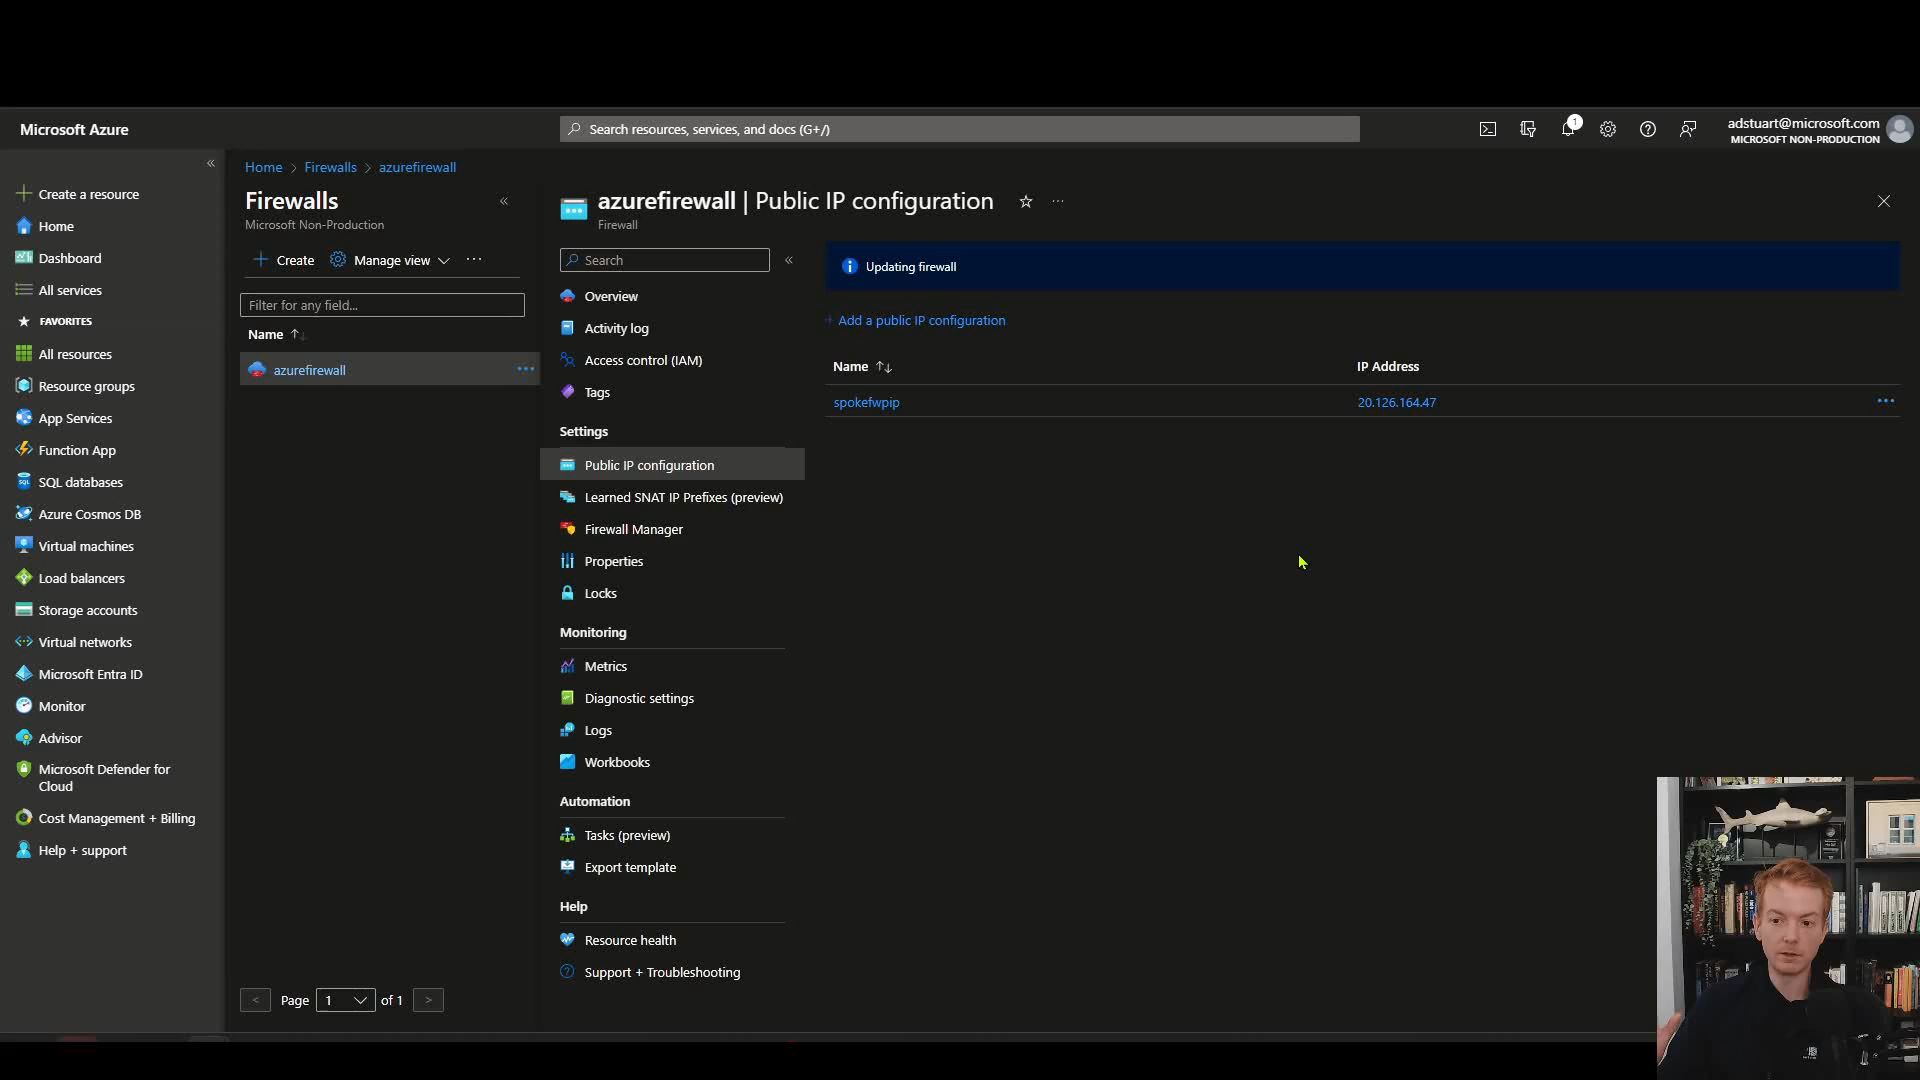 Microsoft Azure
Search resources, services, and docs (G+/)
1
adstuart@microsoft.com
MICROSOFT NON-PRODUCTION
«
Create a resource
Home
Dashboard
All services
FAVORITES
All resources
Resource groups
App Services
Function App
SQL databases
Azure Cosmos DB
Virtual machines
Load balancers
Storage accounts
Virtual networks
Microsoft Entra ID
Monitor
Advisor
Microsoft Defender for
Cloud
Cost Management + Billing
Help + support
Home > Firewalls > azurefirewall
Firewalls
«
Microsoft Non-Production
+ Create
Manage view
...
Filter for any field...
Name ↑↓
azurefirewall
...
< Page 1 of 1 >
azurefirewall | Public IP configuration
☆ ...
Firewall
Search
«
Overview
Activity log
Access control (IAM)
Tags
Settings
Public IP configuration
Learned SNAT IP Prefixes (preview)
Firewall Manager
Properties
Locks
Monitoring
Metrics
Diagnostic settings
Logs
Workbooks
Automation
Tasks (preview)
Export template
Help
Resource health
Support + Troubleshooting
Updating firewall
+ Add a public IP configuration
Name ↑↓
IP Address
spokefwpip
20.126.164.47
...